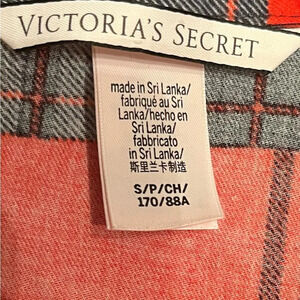 VICTORIA'S SECRET
made in Sri Lanka/
fabriqué au Sri
Lanka/hecho en
Sri Lanka/
fabbricato
in Sri Lanka/
斯里兰卡制造
S/P/CH/
170/88A